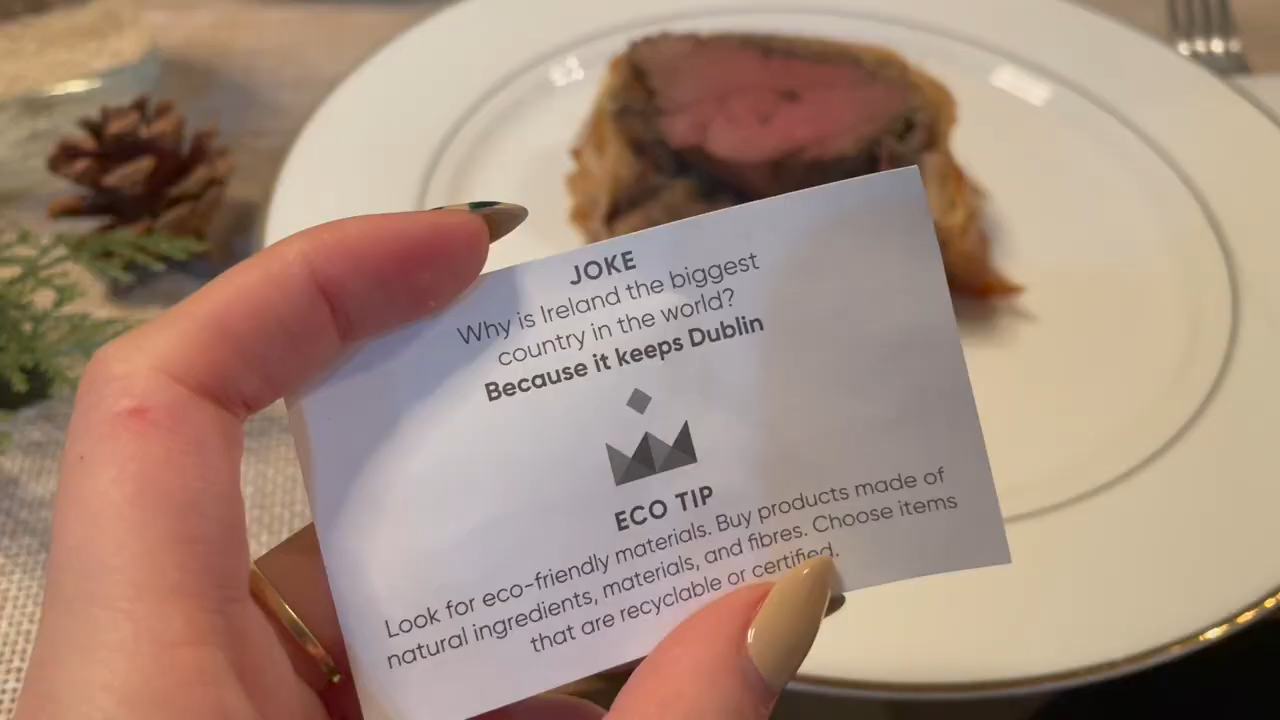 JOKE
Why is Ireland the biggest
country in the world?
Because it keeps Dublin
ECO TIP
Look for eco-friendly materials. Buy products made of
natural ingredients, materials, and fibres. Choose items
that are recyclable or certified.